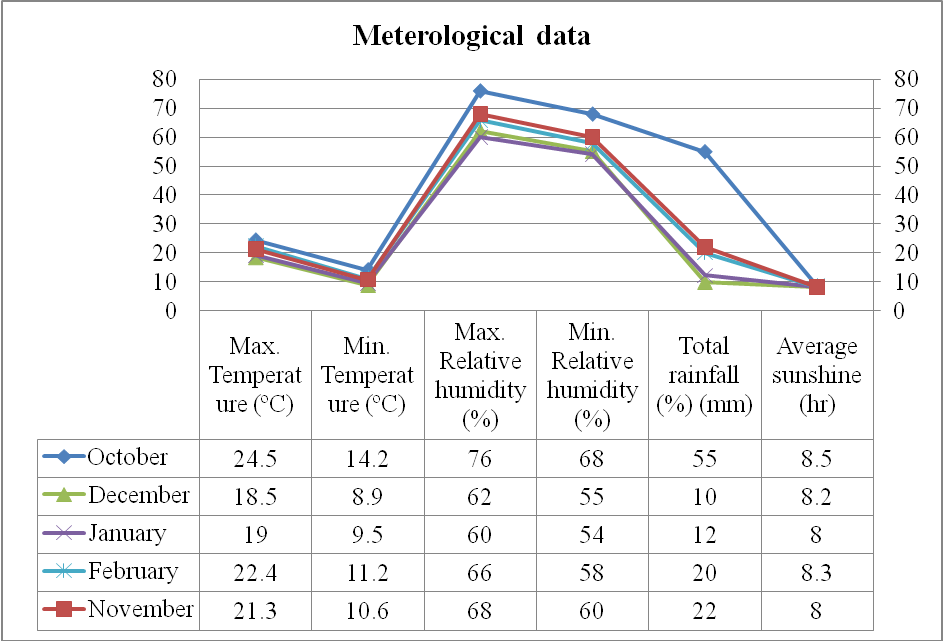 Meterological data
80 80
70 70
60 60
50 50
40 40
30 30
20 20
10 10
0 0
Max. Min. Max. Min. Total Average
Temperat Temperat Relative Relative rainfall sunshine
ure (ºC) ure (ºC) humidity humidity (%) (mm) (hr)
(%) (%)
October 24.5 14.2 76 68 55 8.5
December 18.5 8.9 62 55 10 8.2
January 19 9.5 60 54 12 8
February 22.4 11.2 66 58 20 8.3
November 21.3 10.6 68 60 22 8